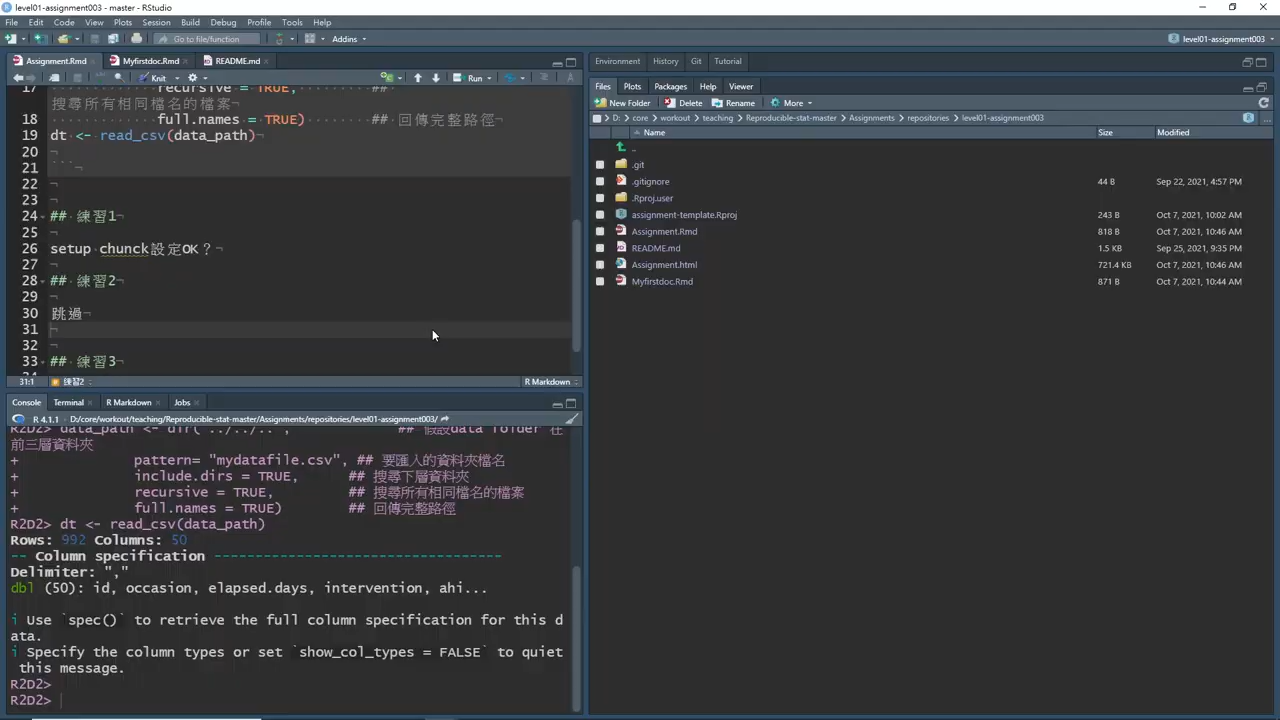 level01-assignment003 - master - RStudio
File Edit Code View Plots Session Build Debug Profile Tools Help
Go to file/function Addins level01-assignment003
Assignment.Rmd Myfirstdoc.Rmd README.md
Knit Run
17 recursive = TRUE, ##
搜尋所有相同檔名的檔案
18 full.names = TRUE) ## 回傳完整路徑
19 dt <- read_csv(data_path)
20
21 ```
22
23
24 ## 練習1
25
26 setup chunck設定OK？
27
28 ## 練習2
29
30 跳過
31
32
33 ## 練習3
31:1 練習2 R Markdown
Console Terminal R Markdown Jobs
R 4.1.1 · D:/core/workout/teaching/Reproducible-stat-master/Assignments/repositories/level01-assignment003/
R2D2> data_path <- dir("../../..", ## 假設data folder 在
前三層資料夾
+ pattern= "mydatafile.csv", ## 要匯入的資料夾檔名
+ include.dirs = TRUE, ## 搜尋下層資料夾
+ recursive = TRUE, ## 搜尋所有相同檔名的檔案
+ full.names = TRUE) ## 回傳完整路徑
R2D2> dt <- read_csv(data_path)
Rows: 992 Columns: 50
-- Column specification --------------------------------
Delimiter: ","
dbl (50): id, occasion, elapsed.days, intervention, ahi...
i Use `spec()` to retrieve the full column specification for this d
ata.
i Specify the column types or set `show_col_types = FALSE` to quiet
this message.
R2D2>
R2D2>
Environment History Git Tutorial
Files Plots Packages Help Viewer
New Folder Delete Rename More
D: core workout teaching Reproducible-stat-master Assignments repositories level01-assignment003 ...
Name Size Modified
..
.git
.gitignore 44 B Sep 22, 2021, 4:57 PM
.Rproj.user
assignment-template.Rproj 243 B Oct 7, 2021, 10:02 AM
Assignment.Rmd 818 B Oct 7, 2021, 10:46 AM
README.md 1.5 KB Sep 25, 2021, 9:35 PM
Assignment.html 721.4 KB Oct 7, 2021, 10:46 AM
Myfirstdoc.Rmd 871 B Oct 7, 2021, 10:44 AM